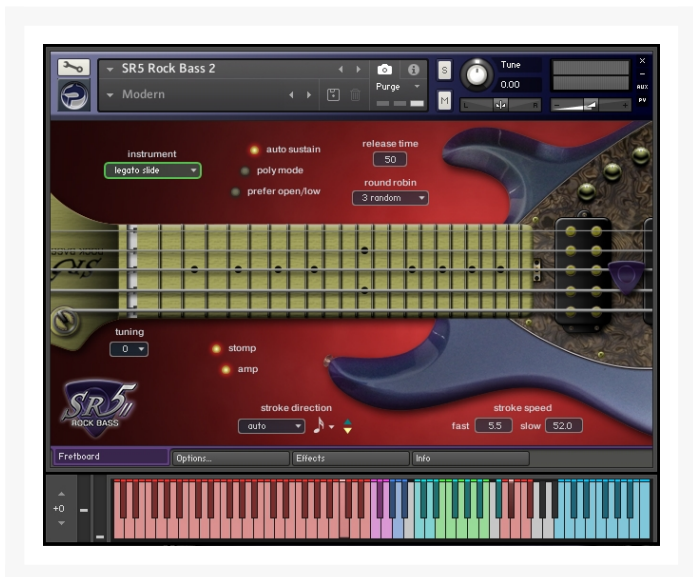 SR5 Rock Bass 2
Modern
Purge
S
M
Tune
0.00
L
R
AUX
PV
instrument
legato slide
auto sustain
poly mode
prefer open/low
release time
50
round robin
3 random
tuning
0
stomp
amp
SR5
ROCK BASS
stroke direction
auto
stroke speed
fast 5.5 slow 52.0
Fretboard
Options...
Effects
Info
+0